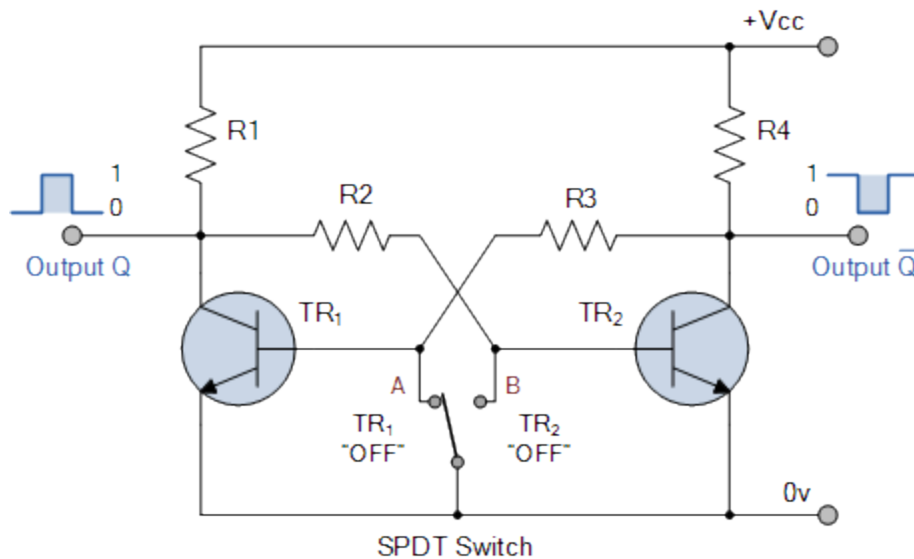 +Vcc
R1
R4
R2
R3
1
0
1
0
Output Q
Output Q̅
TR₁
TR₂
A
B
TR₁
"OFF"
TR₂
"OFF"
0v
SPDT Switch